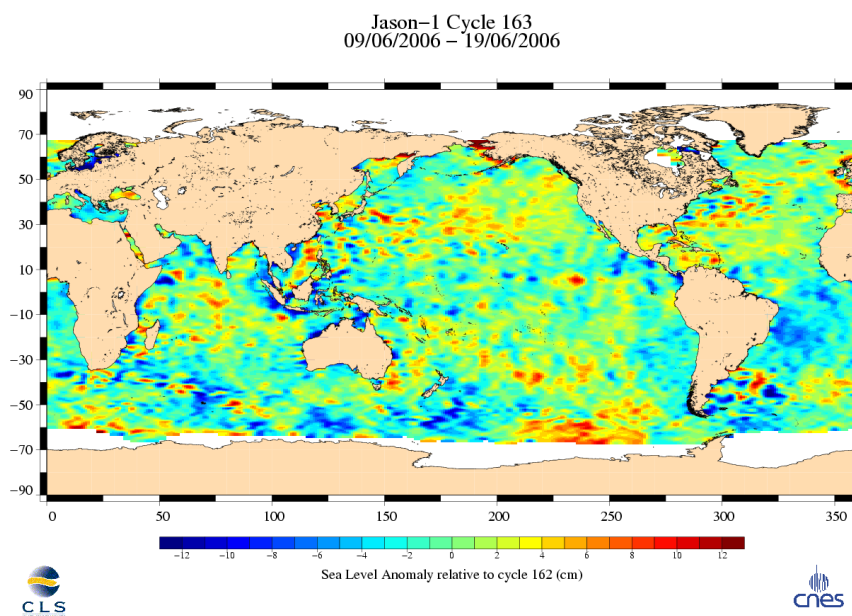 Jason-1 Cycle 163
09/06/2006 - 19/06/2006
90
70
50
30
10
-10
-30
-50
-70
-90
0 50 100 150 200 250 300 350
-12 -10 -8 -6 -4 -2 0 2 4 6 8 10 12
Sea Level Anomaly relative to cycle 162 (cm)
CLS
cnes